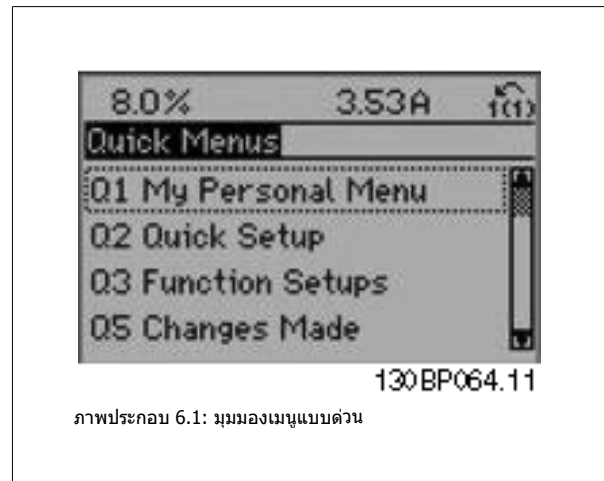 8.0% 3.53A 1(1)
Quick Menus
Q1 My Personal Menu
Q2 Quick Setup
Q3 Function Setups
Q5 Changes Made
130BP064.11
ภาพประกอบ 6.1: มุมมองเมนูแบบด่วน